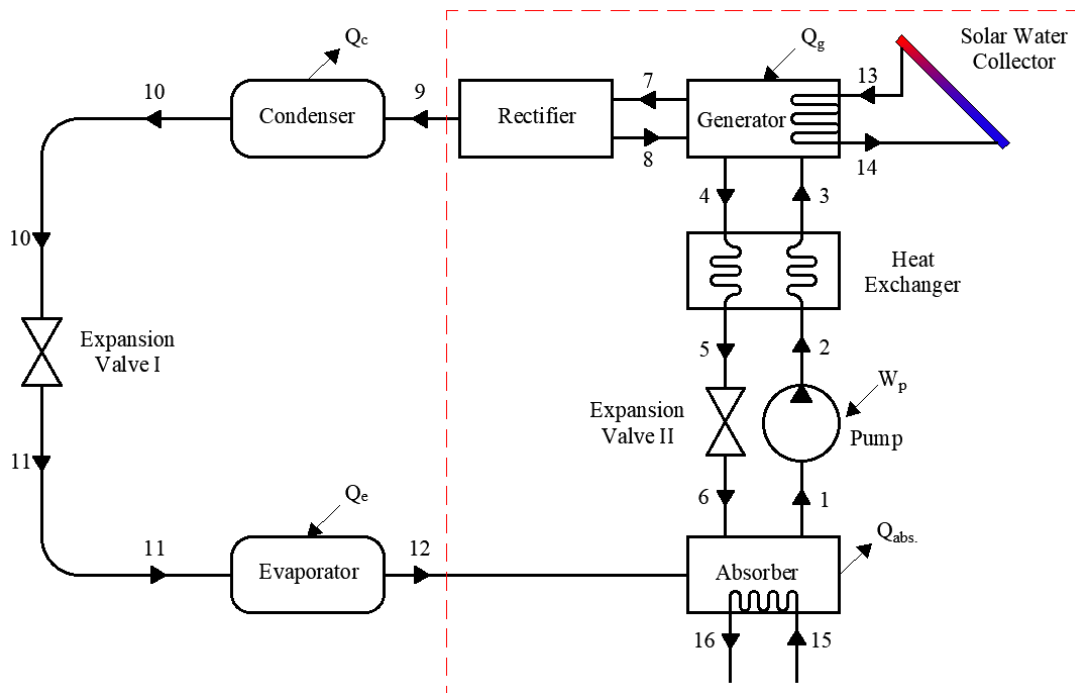 Solar Water
Collector
Qc
Qg
10
9
7
13
Condenser
Rectifier
Generator
8
14
4
3
10
Heat
Exchanger
Expansion
Valve I
5
2
Wp
Expansion
Valve II
Pump
11
6
1
Qe
Qabs.
11
12
Evaporator
Absorber
16
15